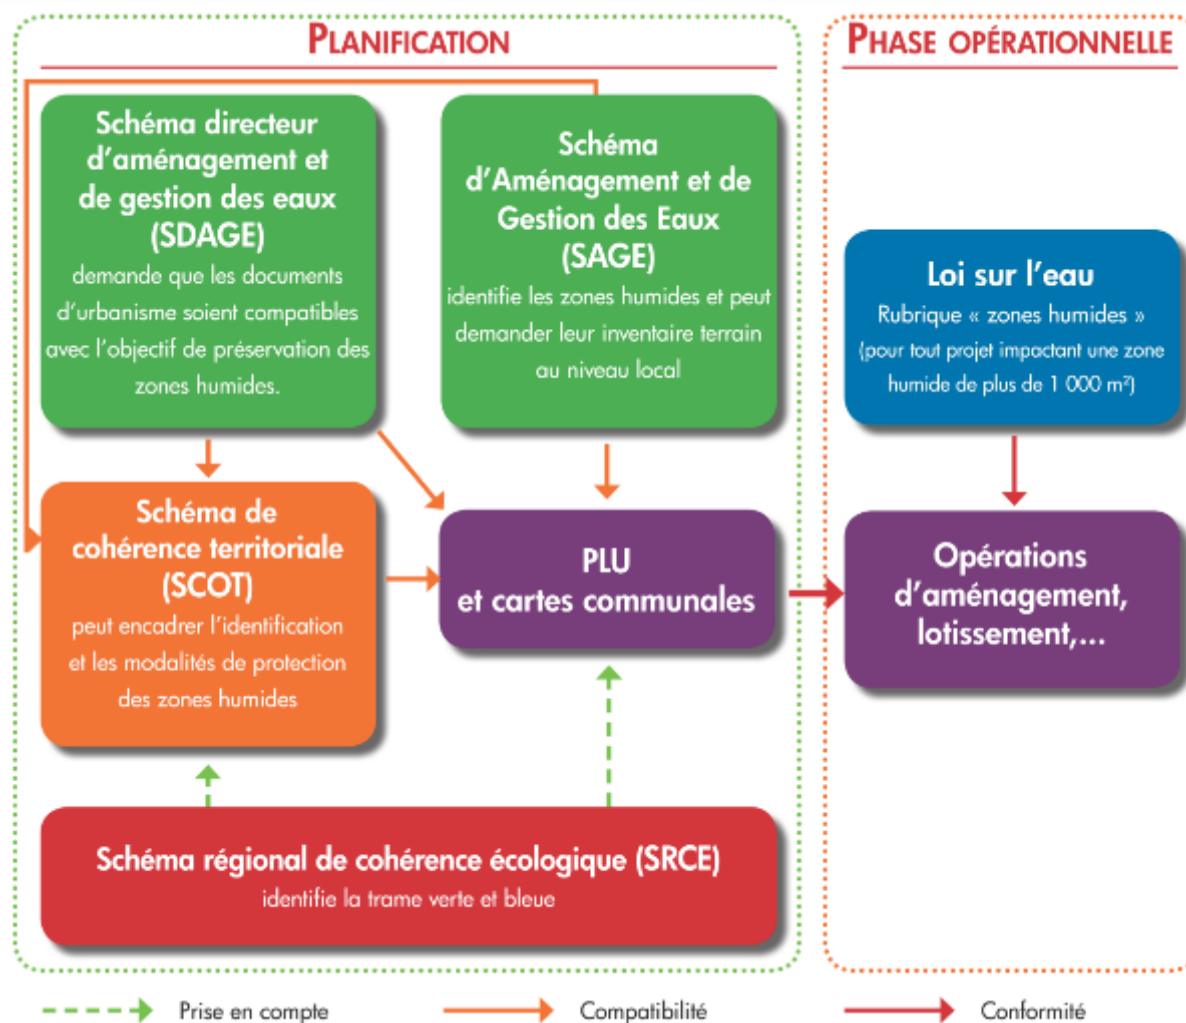 PLANIFICATION
Schéma directeur
d'aménagement et
de gestion des eaux
(SDAGE)
demande que les documents
d'urbanisme soient compatibles
avec l'objectif de préservation des
zones humides.
Schéma
d'Aménagement et de
Gestion des Eaux
(SAGE)
identifie les zones humides et peut
demander leur inventaire terrain
au niveau local
Schéma de
cohérence territoriale
(SCOT)
peut encadrer l'identification
et les modalités de protection
des zones humides
PLU
et cartes communales
Schéma régional de cohérence écologique (SRCE)
identifie la trame verte et bleue
PHASE OPÉRATIONNELLE
Loi sur l'eau
Rubrique « zones humides »
(pour tout projet impactant une zone
humide de plus de 1 000 m²)
Opérations
d'aménagement,
lotissement,...
Prise en compte
Compatibilité
Conformité